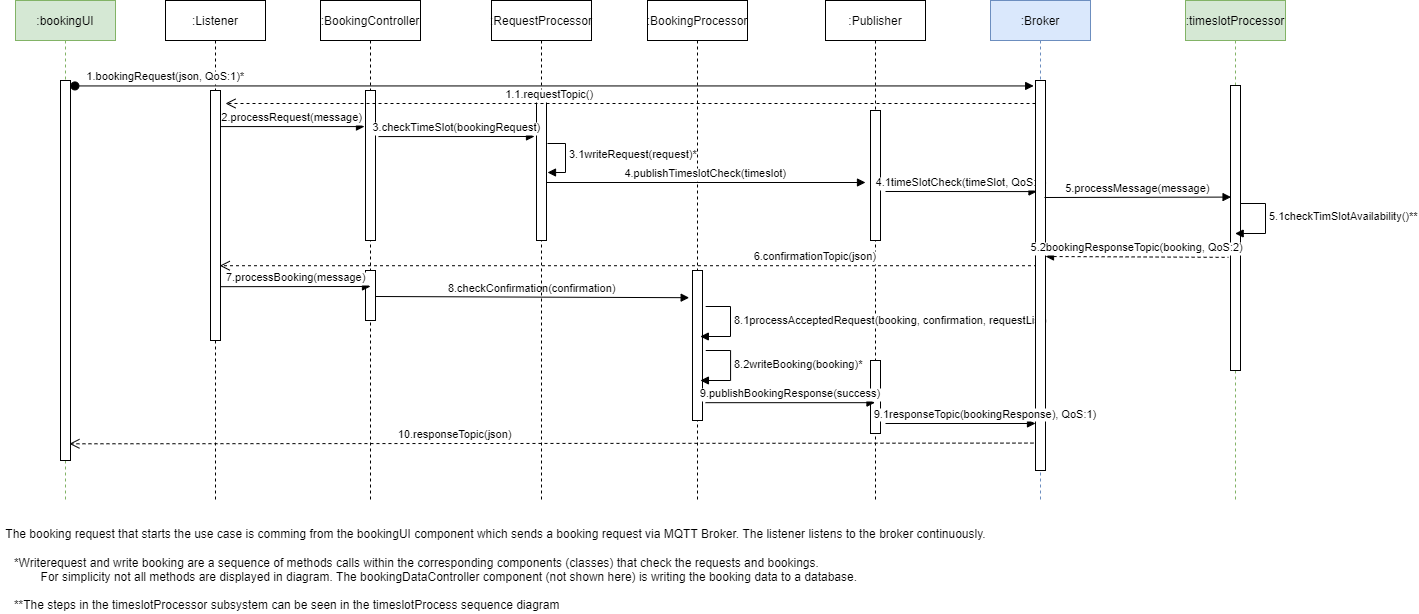 :bookingUI
:Listener
:BookingController
RequestProcessor
:BookingProcessor
:Publisher
:Broker
:timeslotProcessor
1.bookingRequest(json, QoS:1)*
1.1.requestTopic()
2.processRequest(message)
3.checkTimeSlot(bookingRequest)
3.1writeRequest(request)*
4.publishTimeslotCheck(timeslot)
4.1timeSlotCheck(timeSlot, QoS:
5.processMessage(message)
5.1checkTimSlotAvailability()**
5.2bookingResponseTopic(booking, QoS:2)
6.confirmationTopic(json)
7.processBooking(message)
8.checkConfirmation(confirmation)
8.1processAcceptedRequest(booking, confirmation, requestLi
8.2writeBooking(booking)*
9.publishBookingResponse(success)
9.1responseTopic(bookingResponse), QoS:1)
10.responseTopic(json)
The booking request that starts the use case is comming from the bookingUI component which sends a booking request via MQTT Broker. The listener listens to the broker continuously.
*Writerequest and write booking are a sequence of methods calls within the corresponding components (classes) that check the requests and bookings.
For simplicity not all methods are displayed in diagram. The bookingDataController component (not shown here) is writing the booking data to a database.
**The steps in the timeslotProcessor subsystem can be seen in the timeslotProcess sequence diagram